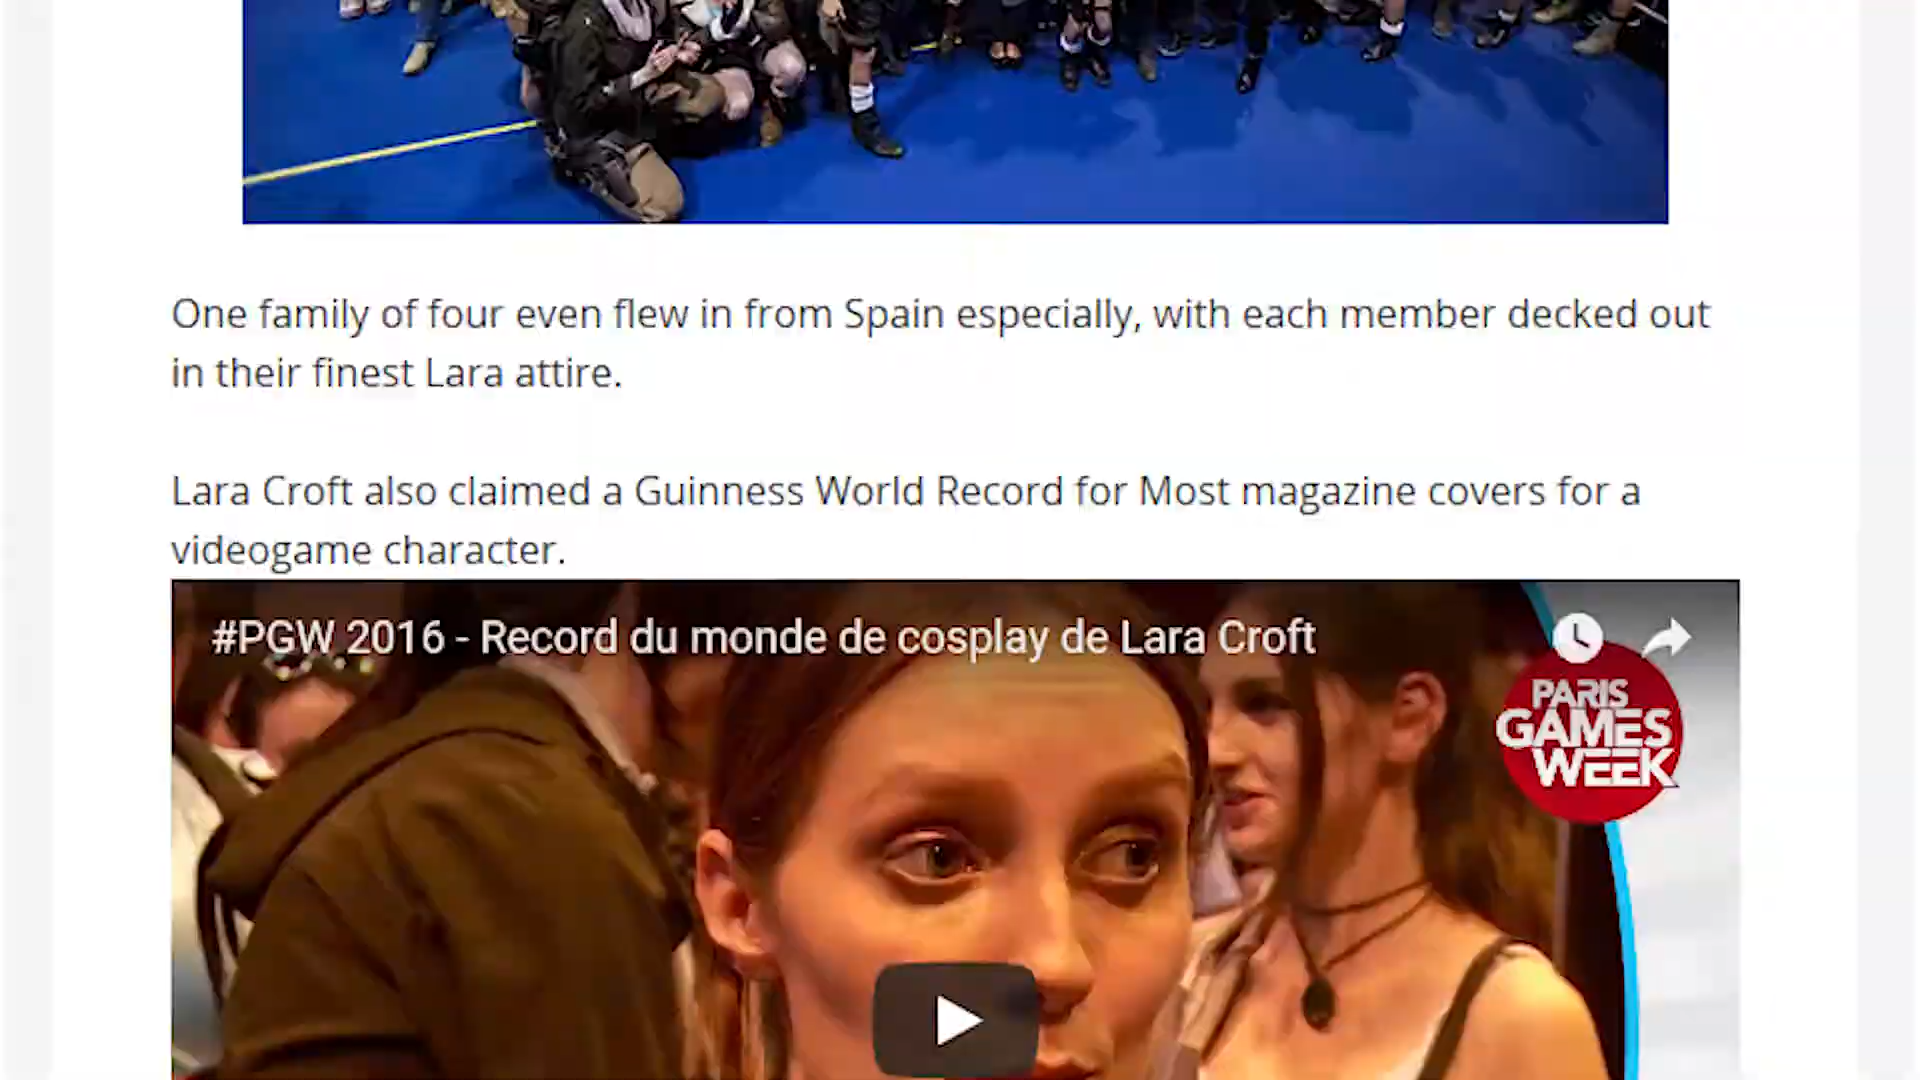 One family of four even flew in from Spain especially, with each member decked out
in their finest Lara attire.
Lara Croft also claimed a Guinness World Record for Most magazine covers for a
videogame character.
#PGW 2016 - Record du monde de cosplay de Lara Croft
PARIS
GAMES
WEEK